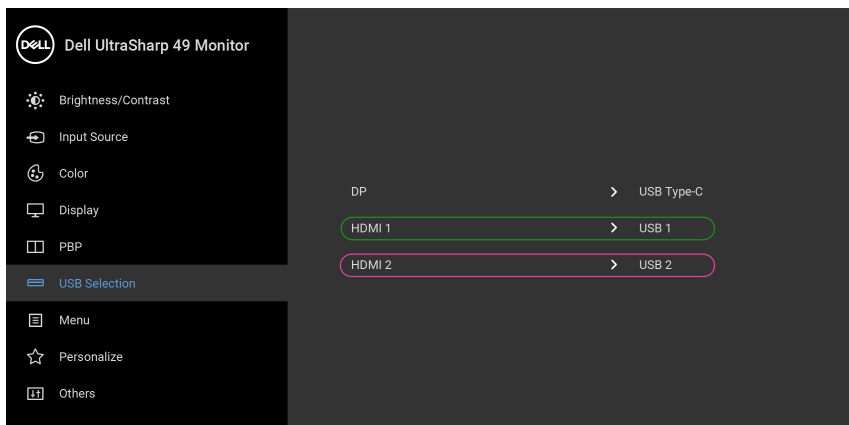 DELL
Dell UltraSharp 49 Monitor
Brightness/Contrast
Input Source
Color
Display
PBP
USB Selection
Menu
Personalize
Others
DP > USB Type-C
HDMI 1 > USB 1
HDMI 2 > USB 2